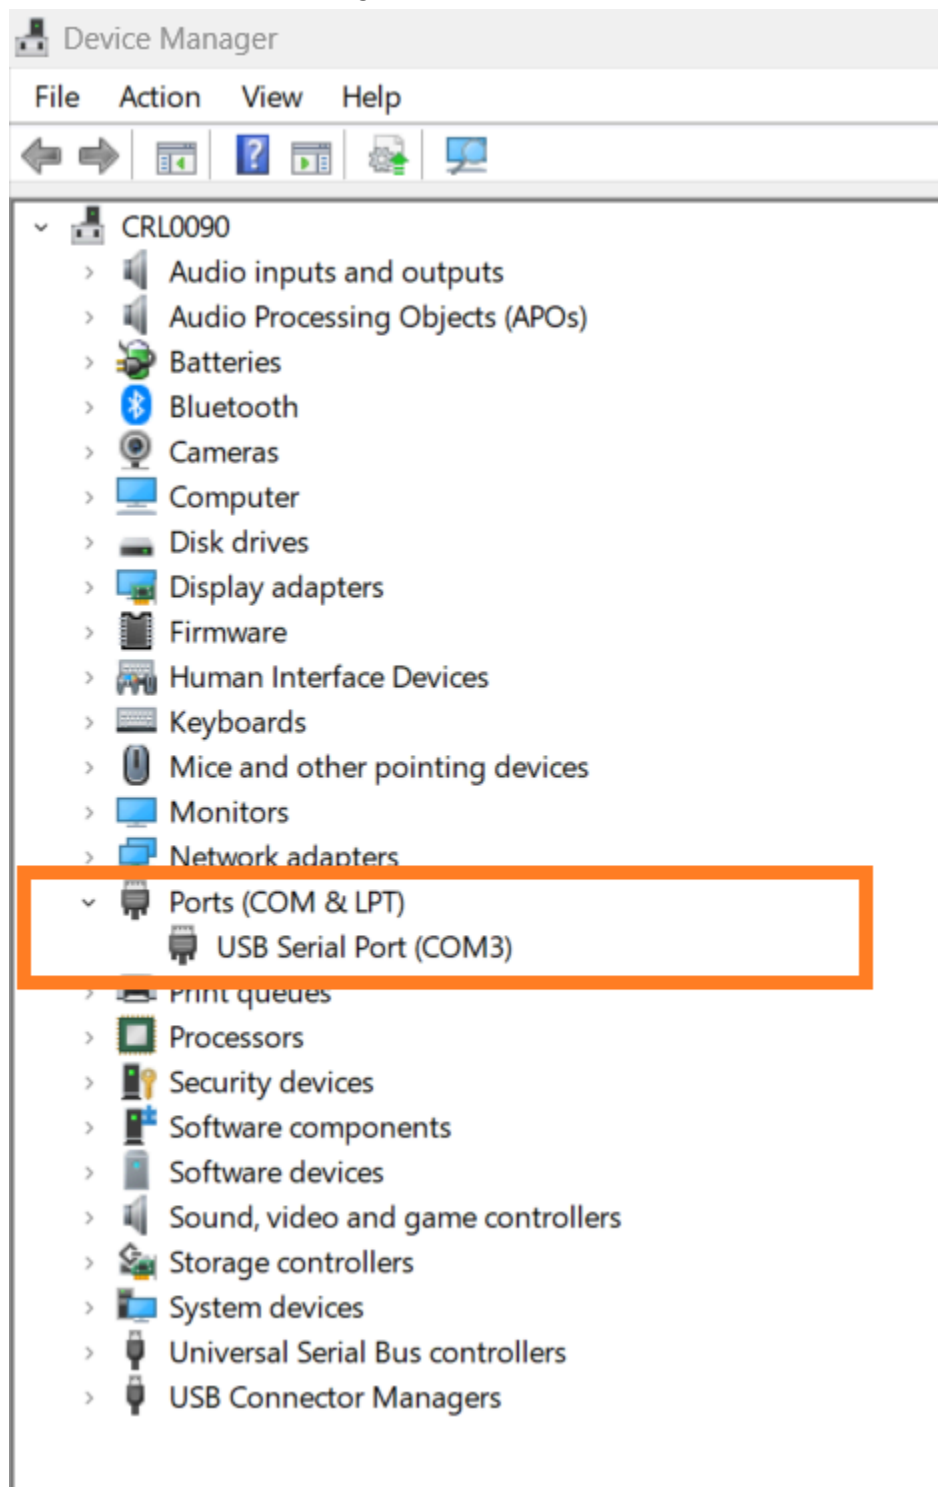 Device Manager
File Action View Help
?
CRL0090
Audio inputs and outputs
Audio Processing Objects (APOs)
Batteries
Bluetooth
Cameras
Computer
Disk drives
Display adapters
Firmware
Human Interface Devices
Keyboards
Mice and other pointing devices
Monitors
Network adapters
Ports (COM & LPT)
USB Serial Port (COM3)
Print queues
Processors
Security devices
Software components
Software devices
Sound, video and game controllers
Storage controllers
System devices
Universal Serial Bus controllers
USB Connector Managers